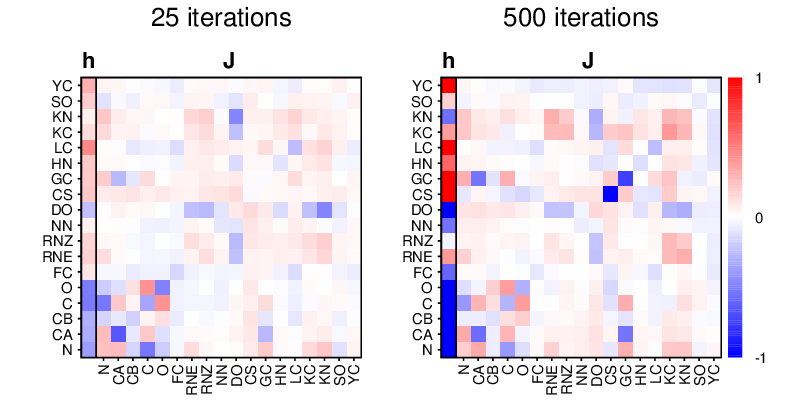 25 iterations
500 iterations
h J
h J
YC
SO
KN
KC
LC
HN
GC
CS
DO
NN
RNZ
RNE
FC
O
C
CB
CA
N
N CA CB C O FC RNE RNZ NN DO CS GC HN LC KC KN SO YC
YC
SO
KN
KC
LC
HN
GC
CS
DO
NN
RNZ
RNE
FC
O
C
CB
CA
N
N CA CB C O FC RNE RNZ NN DO CS GC HN LC KC KN SO YC
1
0
-1